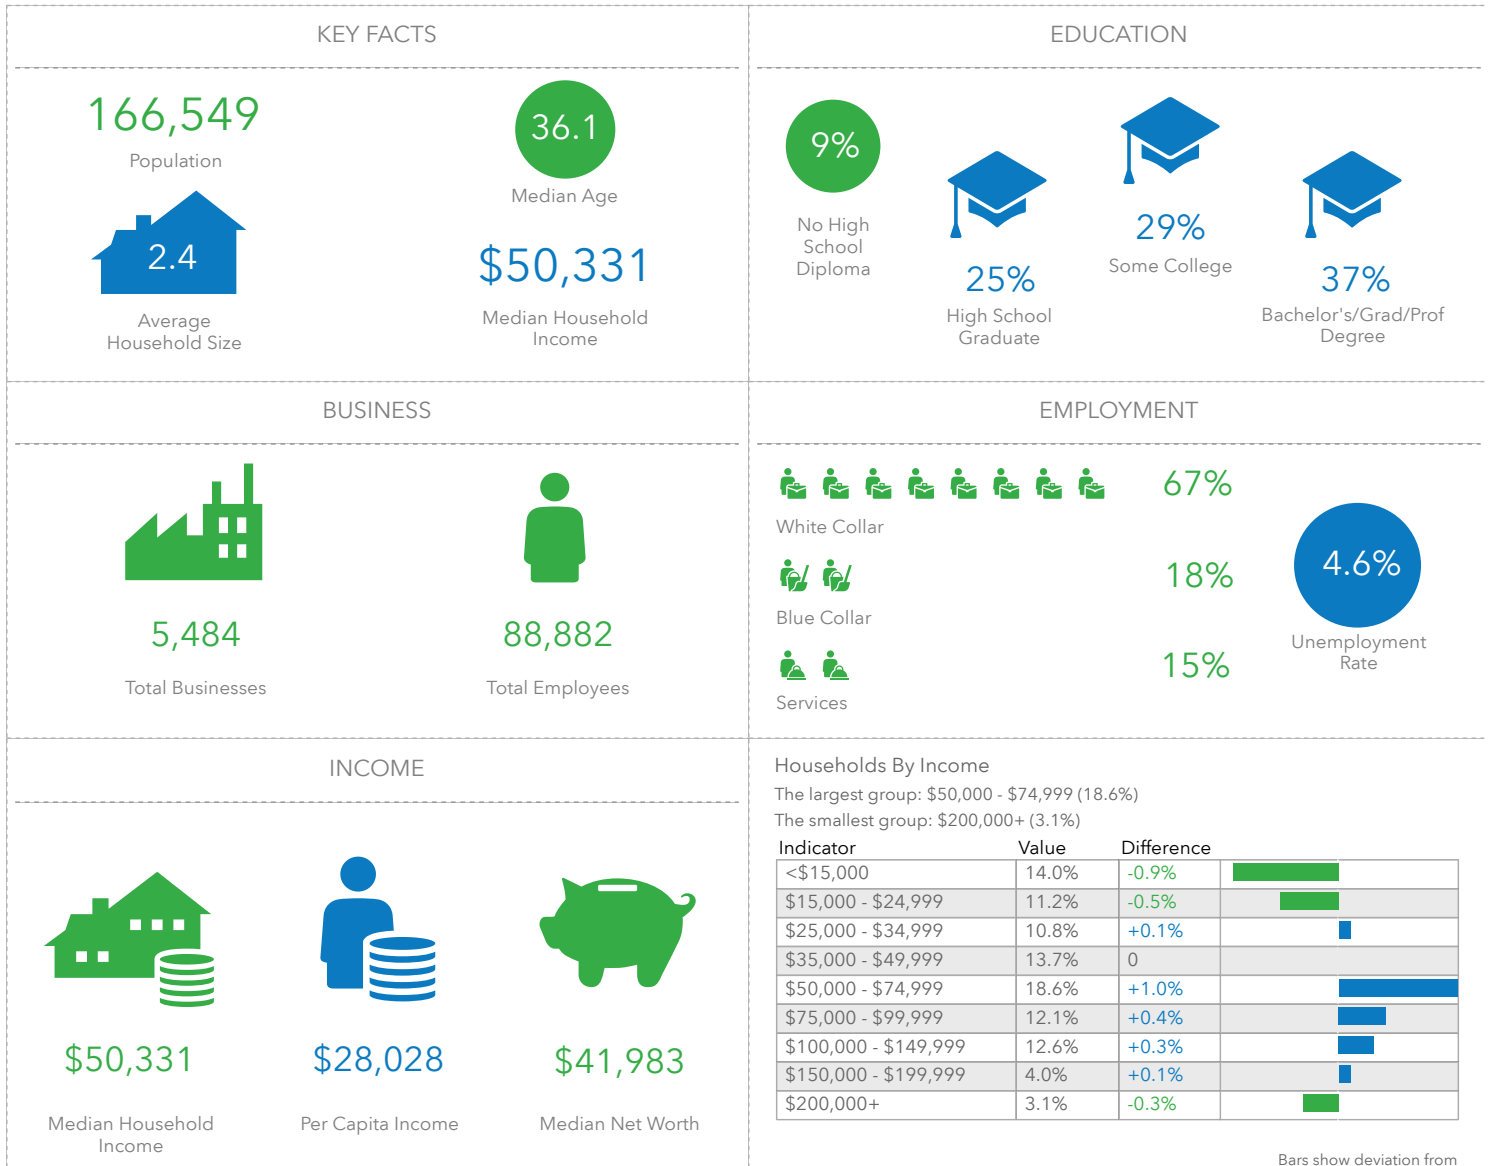 KEY FACTS
166,549
Population
36.1
Median Age
2.4
Average
Household Size
$50,331
Median Household
Income
EDUCATION
9%
No High
School
Diploma
25%
High School
Graduate
29%
Some College
37%
Bachelor's/Grad/Prof
Degree
BUSINESS
5,484
Total Businesses
88,882
Total Employees
EMPLOYMENT
67%
White Collar
18%
Blue Collar
15%
Services
4.6%
Unemployment
Rate
INCOME
$50,331
Median Household
Income
$28,028
Per Capita Income
$41,983
Median Net Worth
Households By Income
The largest group: $50,000 - $74,999 (18.6%)
The smallest group: $200,000+ (3.1%)
Indicator Value Difference
<$15,000 14.0% -0.9%
$15,000 - $24,999 11.2% -0.5%
$25,000 - $34,999 10.8% +0.1%
$35,000 - $49,999 13.7% 0
$50,000 - $74,999 18.6% +1.0%
$75,000 - $99,999 12.1% +0.4%
$100,000 - $149,999 12.6% +0.3%
$150,000 - $199,999 4.0% +0.1%
$200,000+ 3.1% -0.3%
Bars show deviation from